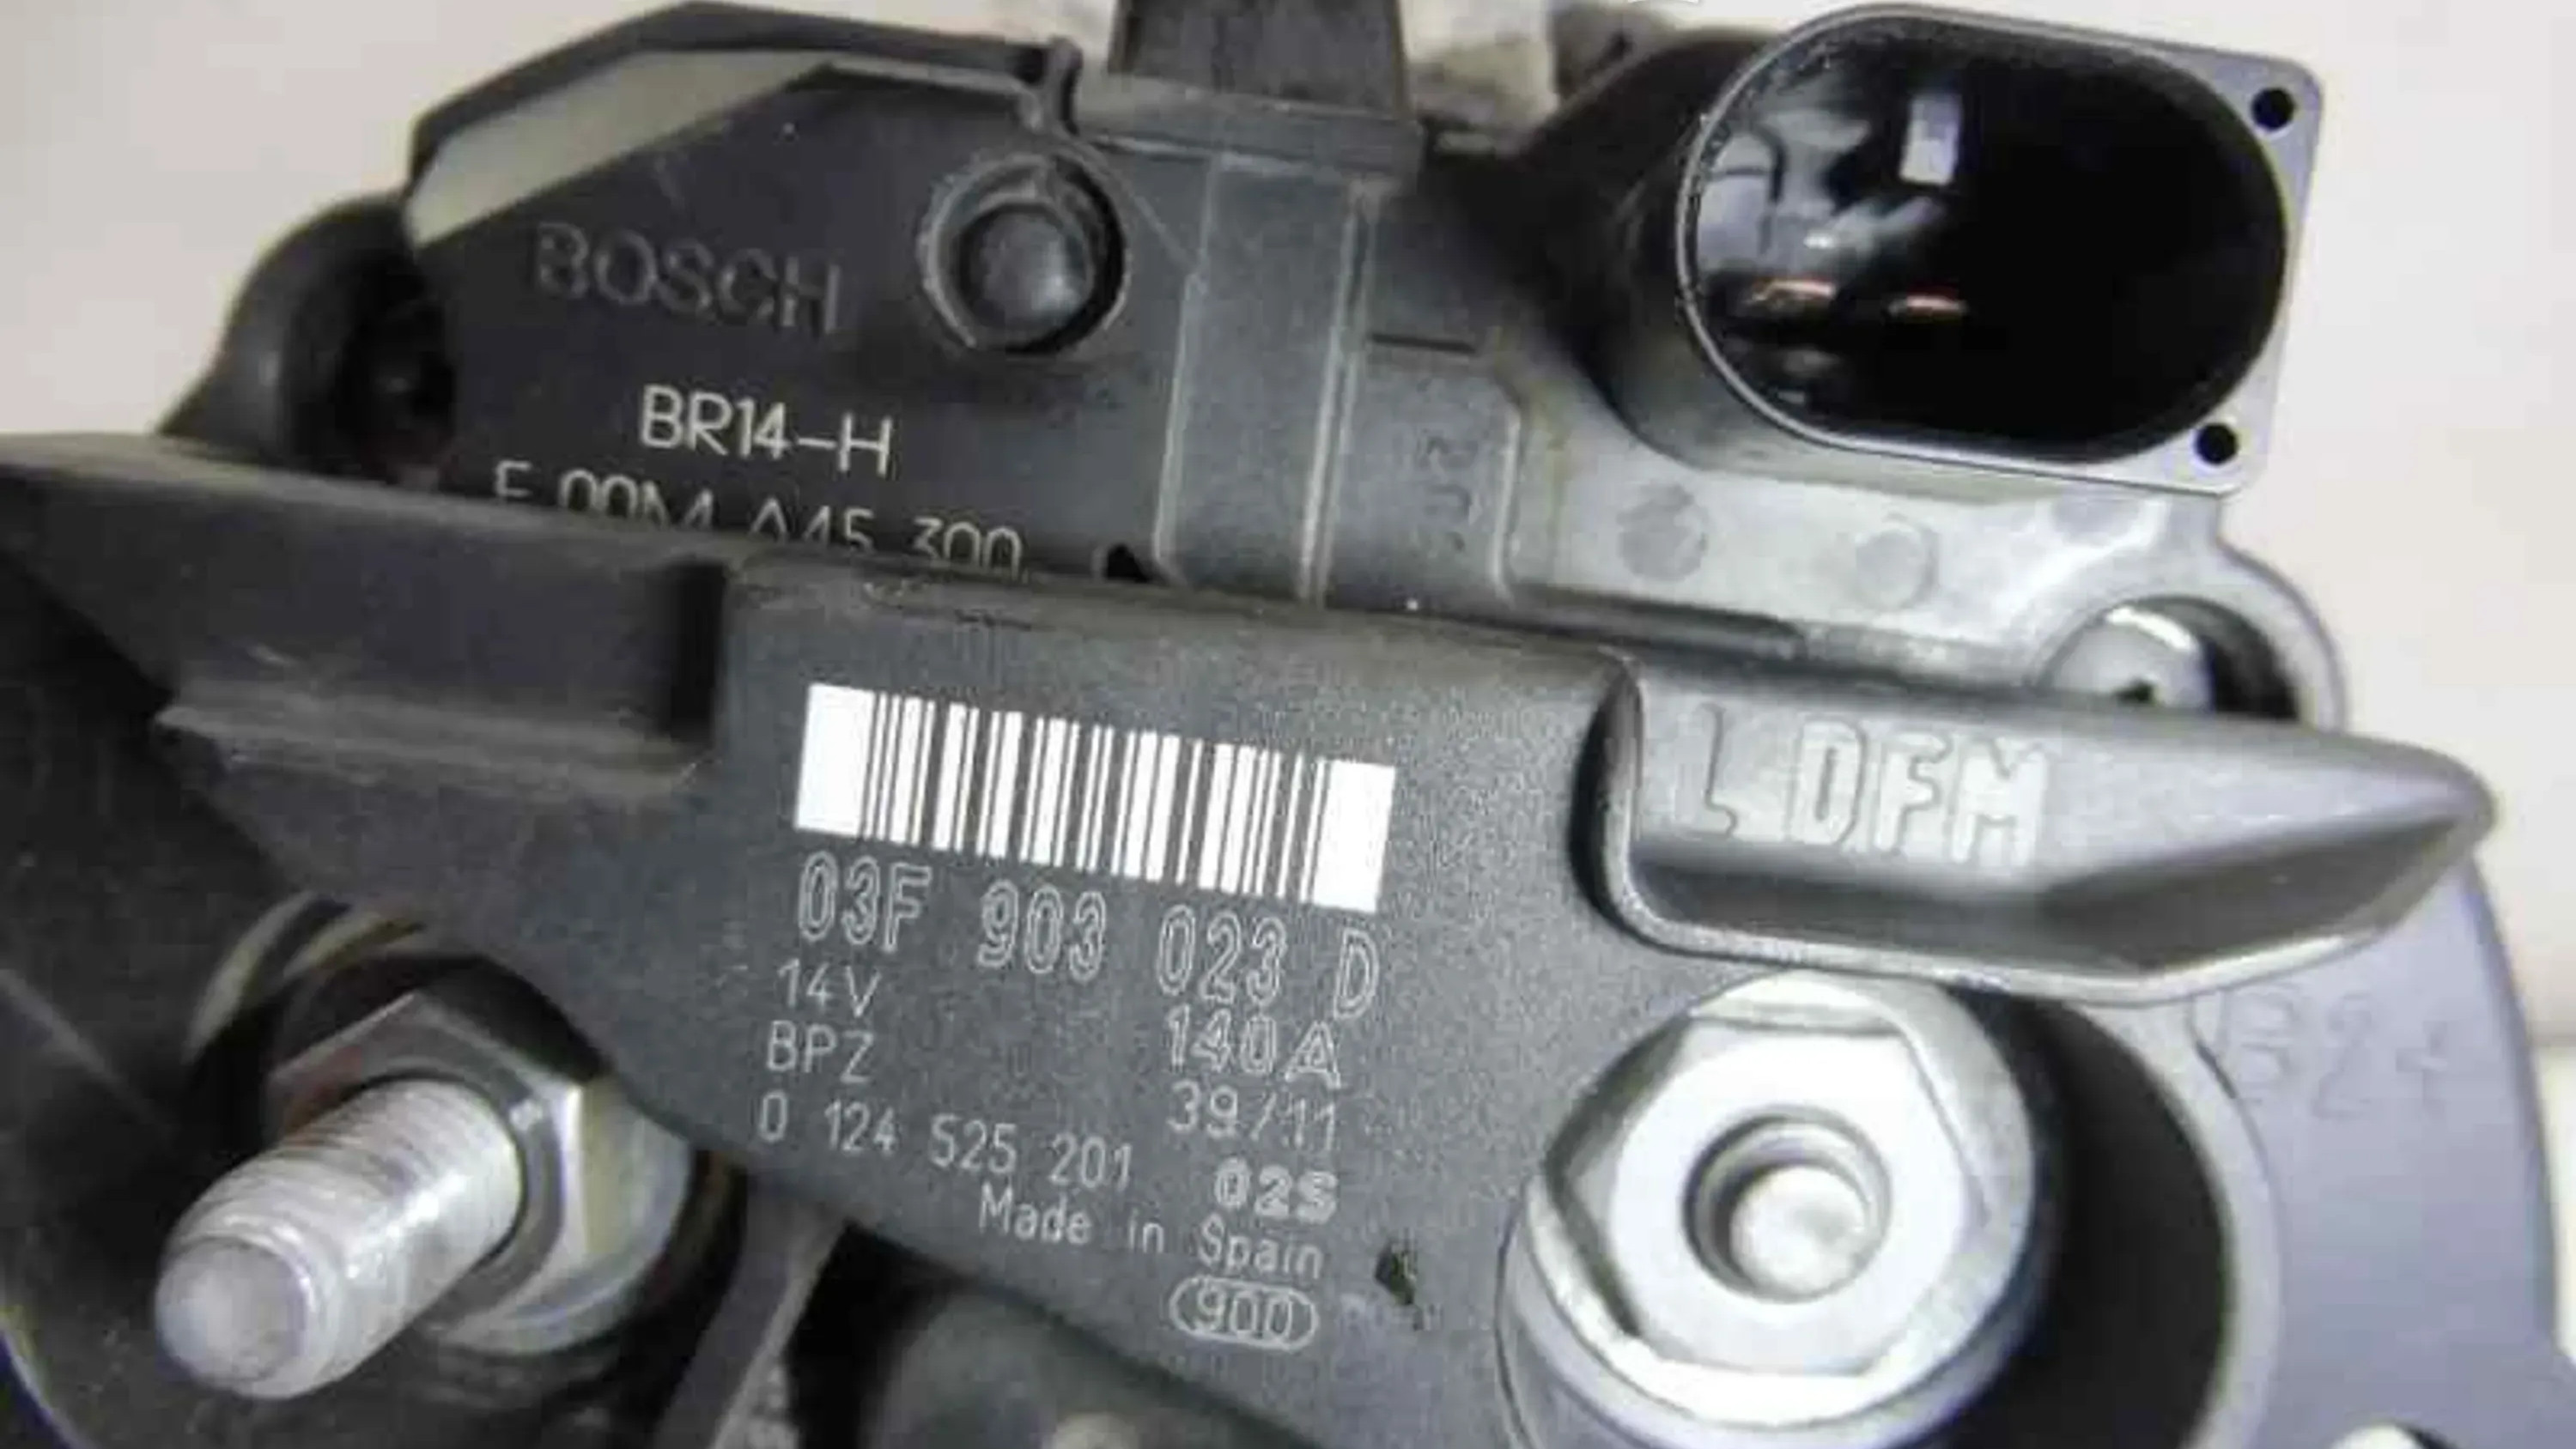 BOSCH
BR14-H
F 00M A45 300
L DFM
03F 903 023 D
14V 140A
BPZ 39/11
0 124 525 201 02S
Made in Spain
900